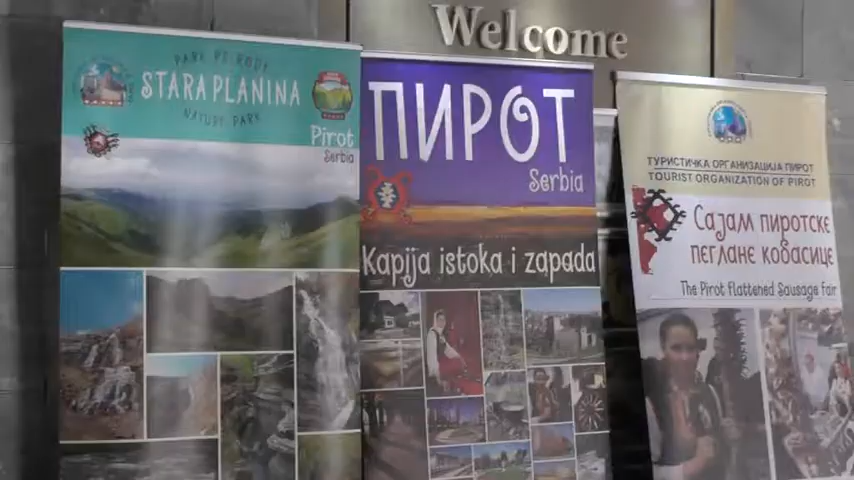 Welcome
PARK PRIRODE
STARA PLANINA
NATURE PARK
Pirot
Serbia
ПИРОТ
Serbia
Kapija istoka i zapada
ТУРИСТИЧКА ОРГАНИЗАЦИЈА ПИРОТ
TOURIST ORGANIZATION OF PIROT
Сајам пиротске
пеглане кобасице
The Pirot Flattened Sausage Fair